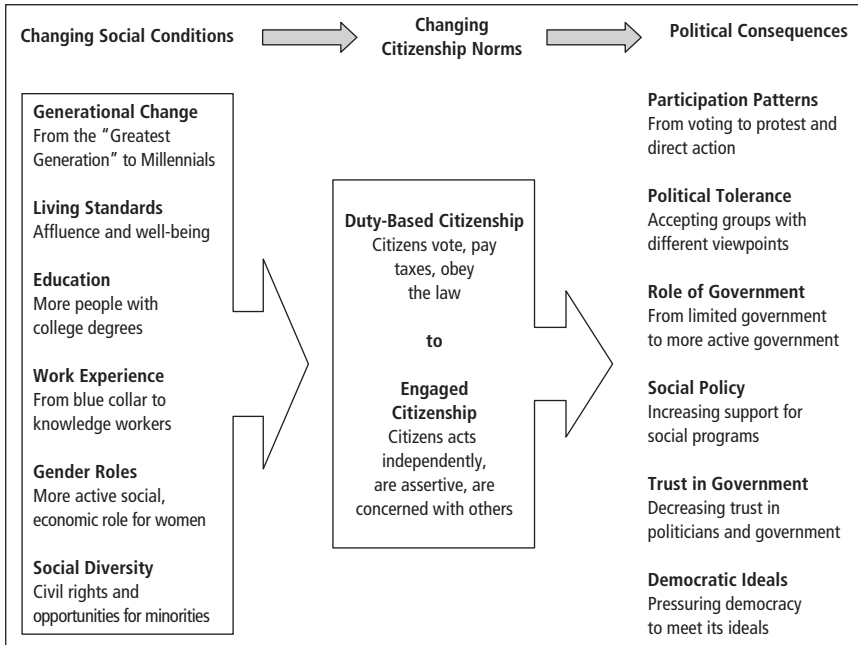 Changing Social Conditions
Changing
Citizenship Norms
Political Consequences
Generational Change
From the “Greatest
Generation” to Millennials
Living Standards
Affluence and well-being
Education
More people with
college degrees
Work Experience
From blue collar to
knowledge workers
Gender Roles
More active social,
economic role for women
Social Diversity
Civil rights and
opportunities for minorities
Duty-Based Citizenship
Citizens vote, pay
taxes, obey
the law
to
Engaged
Citizenship
Citizens acts
independently,
are assertive, are
concerned with others
Participation Patterns
From voting to protest and
direct action
Political Tolerance
Accepting groups with
different viewpoints
Role of Government
From limited government
to more active government
Social Policy
Increasing support for
social programs
Trust in Government
Decreasing trust in
politicians and government
Democratic Ideals
Pressuring democracy
to meet its ideals